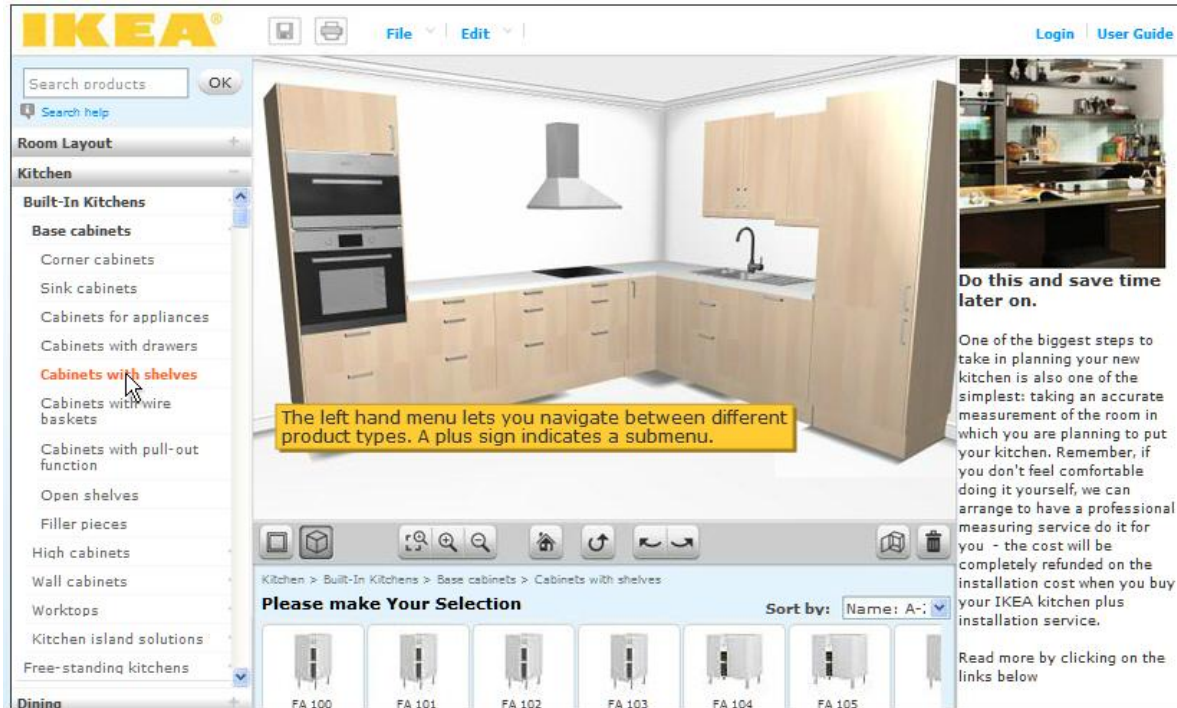 IKEA®
File
Edit
Login
User Guide
Search products
OK
Search help
Room Layout
Kitchen
Built-In Kitchens
Base cabinets
Corner cabinets
Sink cabinets
Cabinets for appliances
Cabinets with drawers
Cabinets with shelves
Cabinets with wire
baskets
Cabinets with pull-out
function
Open shelves
Filler pieces
High cabinets
Wall cabinets
Worktops
Kitchen island solutions
Free-standing kitchens
Dining
The left hand menu lets you navigate between different
product types. A plus sign indicates a submenu.
Kitchen > Built-In Kitchens > Base cabinets > Cabinets with shelves
Please make Your Selection
Sort by:
Name: A-
FA 100
FA 101
FA 102
FA 103
FA 104
FA 105
Do this and save time
later on.
One of the biggest steps to
take in planning your new
kitchen is also one of the
simplest: taking an accurate
measurement of the room in
which you are planning to put
your kitchen. Remember, if
you don't feel comfortable
doing it yourself, we can
arrange to have a professional
measuring service do it for
you - the cost will be
completely refunded on the
installation cost when you buy
your IKEA kitchen plus
installation service.
Read more by clicking on the
links below